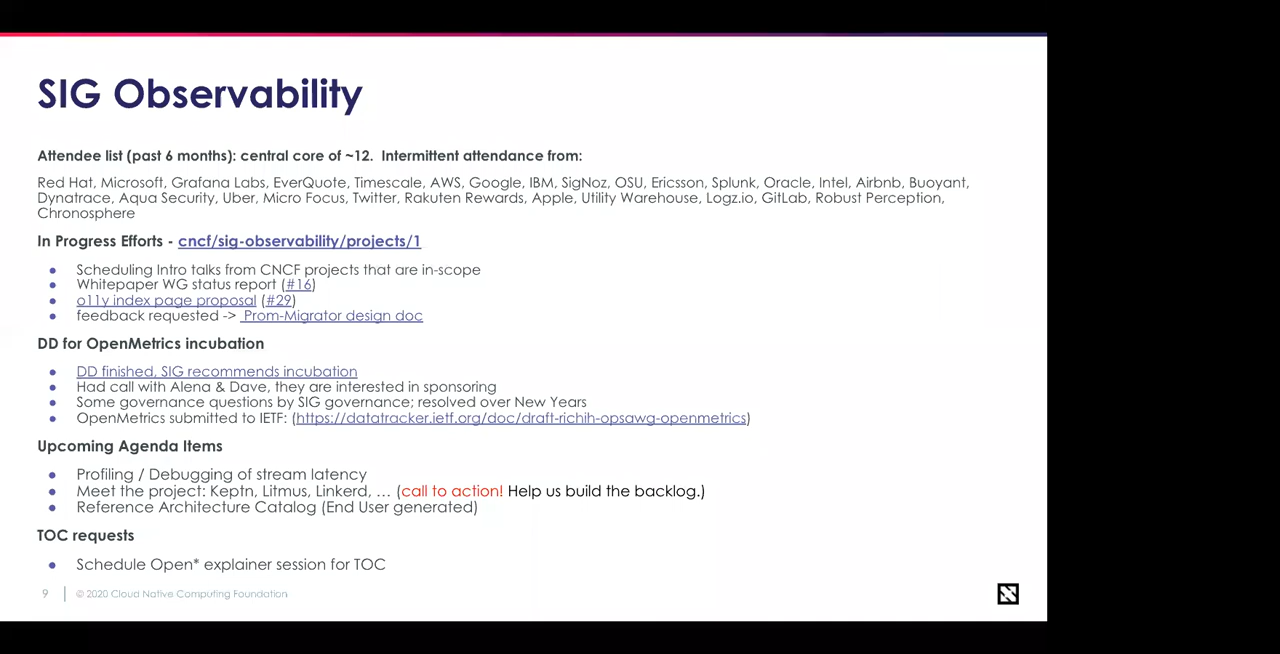 SIG Observability
Attendee list (past 6 months): central core of ~12.  Intermittent attendance from:
Red Hat, Microsoft, Grafana Labs, EverQuote, Timescale, AWS, Google, IBM, SigNoz, OSU, Ericsson, Splunk, Oracle, Intel, Airbnb, Buoyant,
Dynatrace, Aqua Security, Uber, Micro Focus, Twitter, Rakuten Rewards, Apple, Utility Warehouse, Logz.io, GitLab, Robust Perception,
Chronosphere
In Progress Efforts - cncf/sig-observability/projects/1
● Scheduling Intro talks from CNCF projects that are in-scope
● Whitepaper WG status report (#16)
● o11y index page proposal (#29)
● feedback requested -> Prom-Migrator design doc
DD for OpenMetrics incubation
● DD finished, SIG recommends incubation
● Had call with Alena & Dave, they are interested in sponsoring
● Some governance questions by SIG governance; resolved over New Years
● OpenMetrics submitted to IETF: (https://datatracker.ietf.org/doc/draft-richih-opsawg-openmetrics)
Upcoming Agenda Items
● Profiling / Debugging of stream latency
● Meet the project: Keptn, Litmus, Linkerd, … (call to action! Help us build the backlog.)
● Reference Architecture Catalog (End User generated)
TOC requests
● Schedule Open* explainer session for TOC
9 | © 2020 Cloud Native Computing Foundation